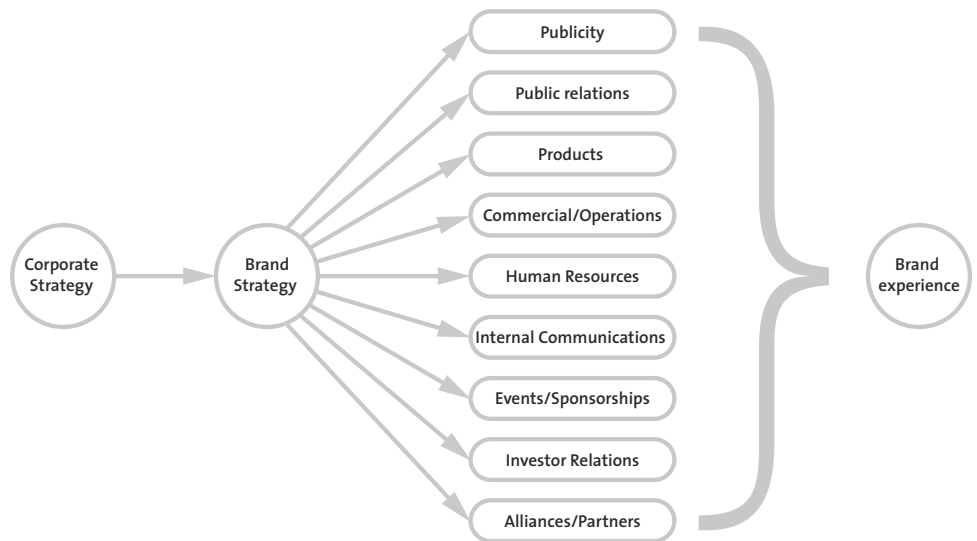 Corporate
Strategy
Brand
Strategy
Publicity
Public relations
Products
Commercial/Operations
Human Resources
Internal Communications
Events/Sponsorships
Investor Relations
Alliances/Partners
Brand
experience